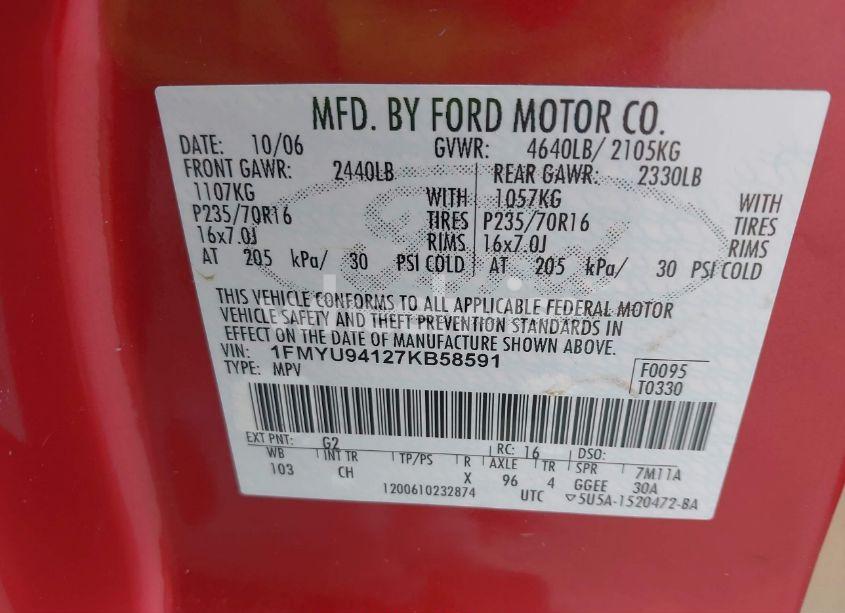 MFD. BY FORD MOTOR CO.
DATE: 10/06 GVWR: 4640LB/ 2105KG
FRONT GAWR: 2440LB REAR GAWR: 2330LB
1107KG WITH 1057KG WITH
P235/70R16 TIRES P235/70R16 TIRES
16x7.0J RIMS 16x7.0J RIMS
AT 205 kPa/ 30 PSI COLD AT 205 kPa/ 30 PSI COLD
THIS VEHICLE CONFORMS TO ALL APPLICABLE FEDERAL MOTOR
VEHICLE SAFETY AND THEFT PREVENTION STANDARDS IN
EFFECT ON THE DATE OF MANUFACTURE SHOWN ABOVE.
VIN: 1FMYU94127KB58591 F0095
TYPE: MPV T0330
EXT PNT: G2 RC: 16 DSO:
WB INT TR TP/PS R AXLE TR SPR 7M11A
103 CH X 96 4 GGEE 30A
1200610232874 UTC ▽5U5A-1520472-BA